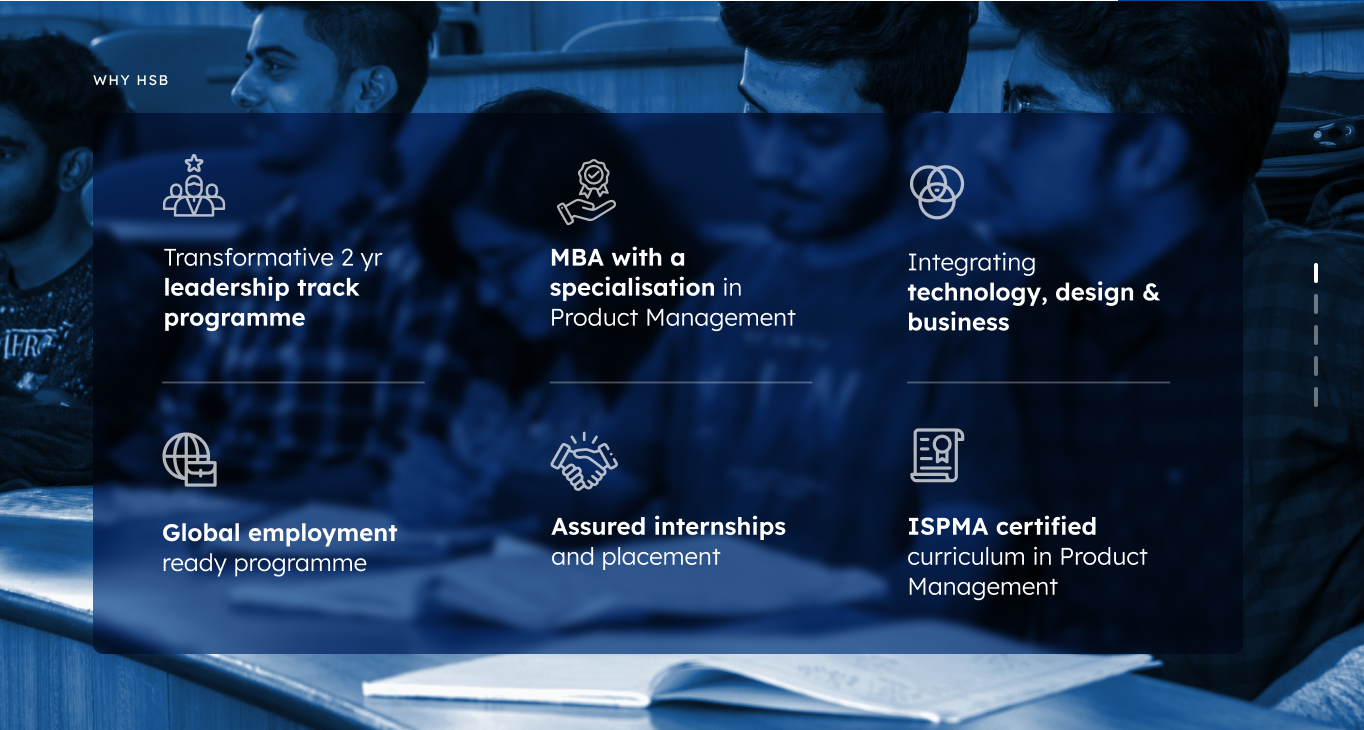 WHY HSB
Transformative 2 yr
leadership track
programme
MBA with a
specialisation in
Product Management
Integrating
technology, design &
business
Global employment
ready programme
Assured internships
and placement
ISPMA certified
curriculum in Product
Management